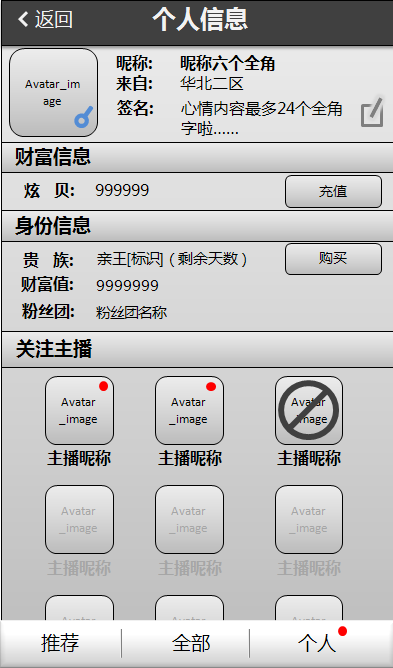 返回
个人信息
Avatar_im
age
昵称: 昵称六个全角
来自: 华北二区
签名: 心情内容最多24个全角
字啦......
财富信息
炫 贝: 999999
充值
身份信息
贵 族: 亲王[标识]（剩余天数）
购买
财富值: 9999999
粉丝团: 粉丝团名称
关注主播
Avatar
_image
Avatar
_image
Avatar
_image
主播昵称 主播昵称 主播昵称
Avatar
_image
Avatar
_image
Avatar
_image
主播昵称 主播昵称 主播昵称
Avatar
Avatar
Avatar
推荐 全部 个人